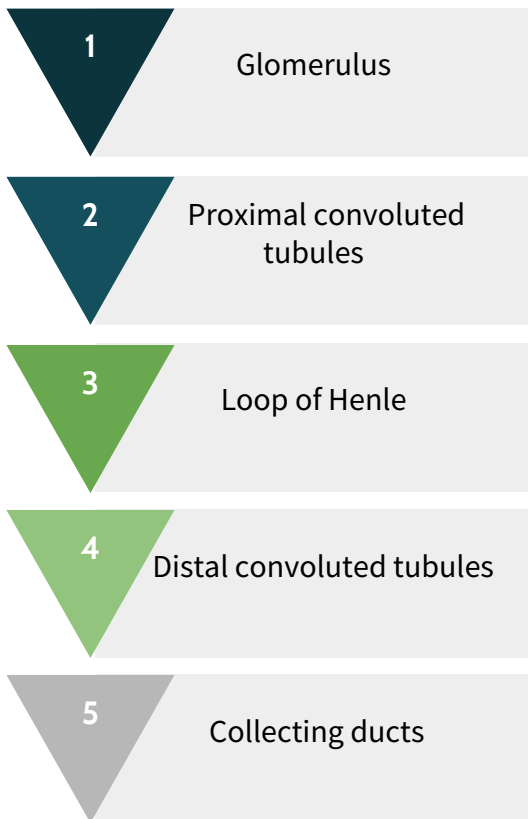 1
Glomerulus
2
Proximal convoluted
tubules
3
Loop of Henle
4
Distal convoluted tubules
5
Collecting ducts